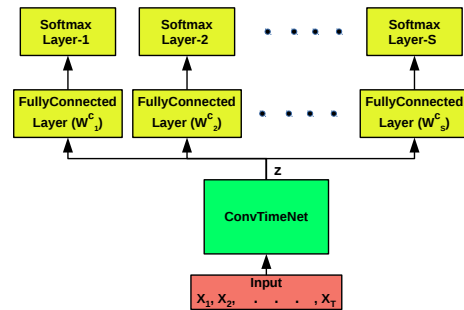 Softmax Layer-1
Softmax Layer-2
. . . .
Softmax Layer-S
FullyConnected Layer (W^c_1)
FullyConnected Layer (W^c_2)
. . . .
FullyConnected Layer (W^c_S)
z
ConvTimeNet
Input
X_1, X_2, . . . , X_T